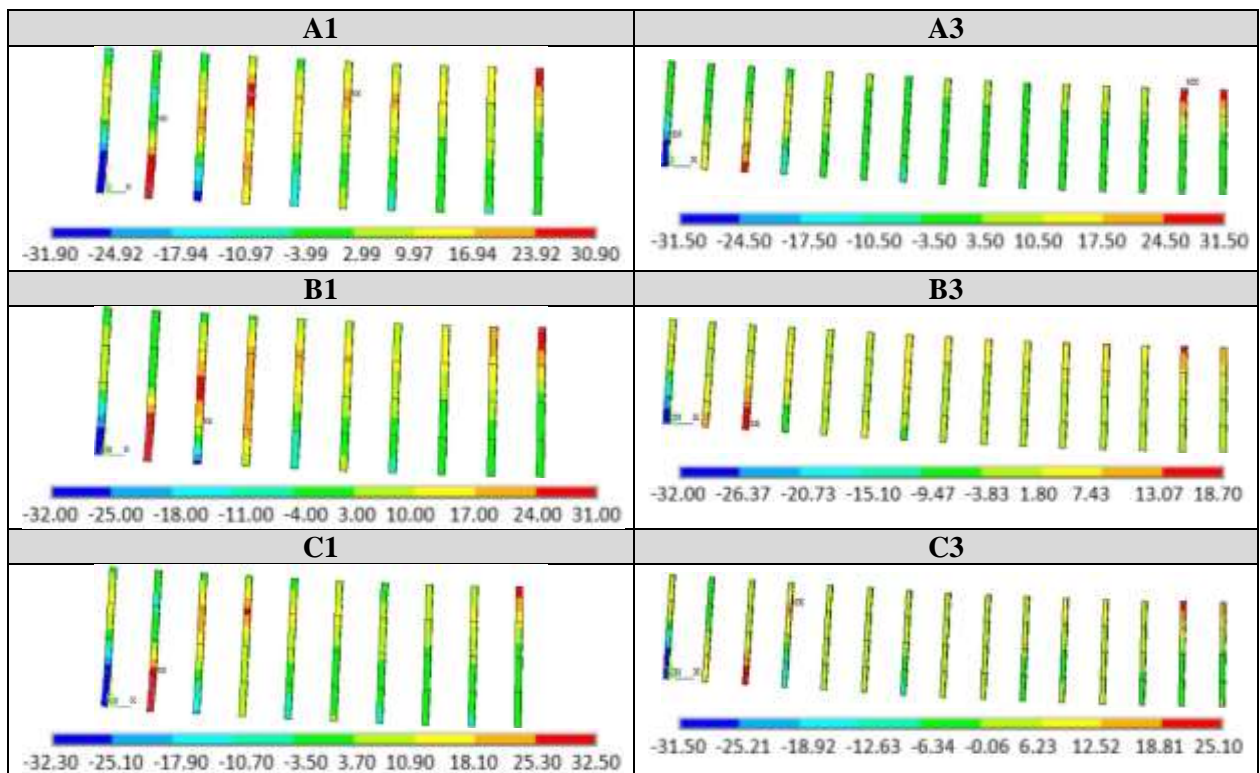 A1
A3
-31.90 -24.92 -17.94 -10.97 -3.99 2.99 9.97 16.94 23.92 30.90
-31.50 -24.50 -17.50 -10.50 -3.50 3.50 10.50 17.50 24.50 31.50
B1
B3
-32.00 -25.00 -18.00 -11.00 -4.00 3.00 10.00 17.00 24.00 31.00
-32.00 -26.37 -20.73 -15.10 -9.47 -3.83 1.80 7.43 13.07 18.70
C1
C3
-32.30 -25.10 -17.90 -10.70 -3.50 3.70 10.90 18.10 25.30 32.50
-31.50 -25.21 -18.92 -12.63 -6.34 -0.06 6.23 12.52 18.81 25.10